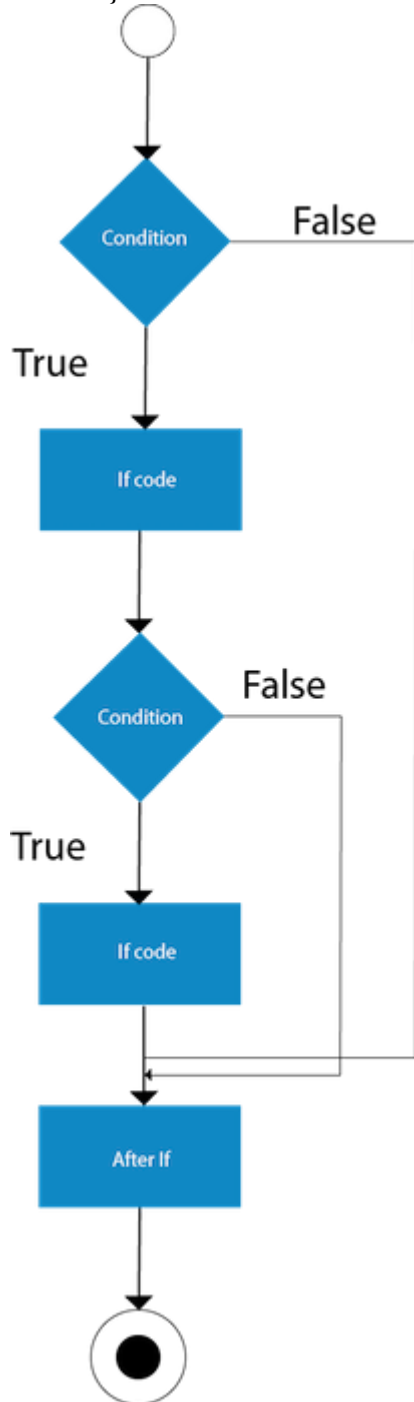 Condition
False
True
If code
Condition
False
True
If code
After If